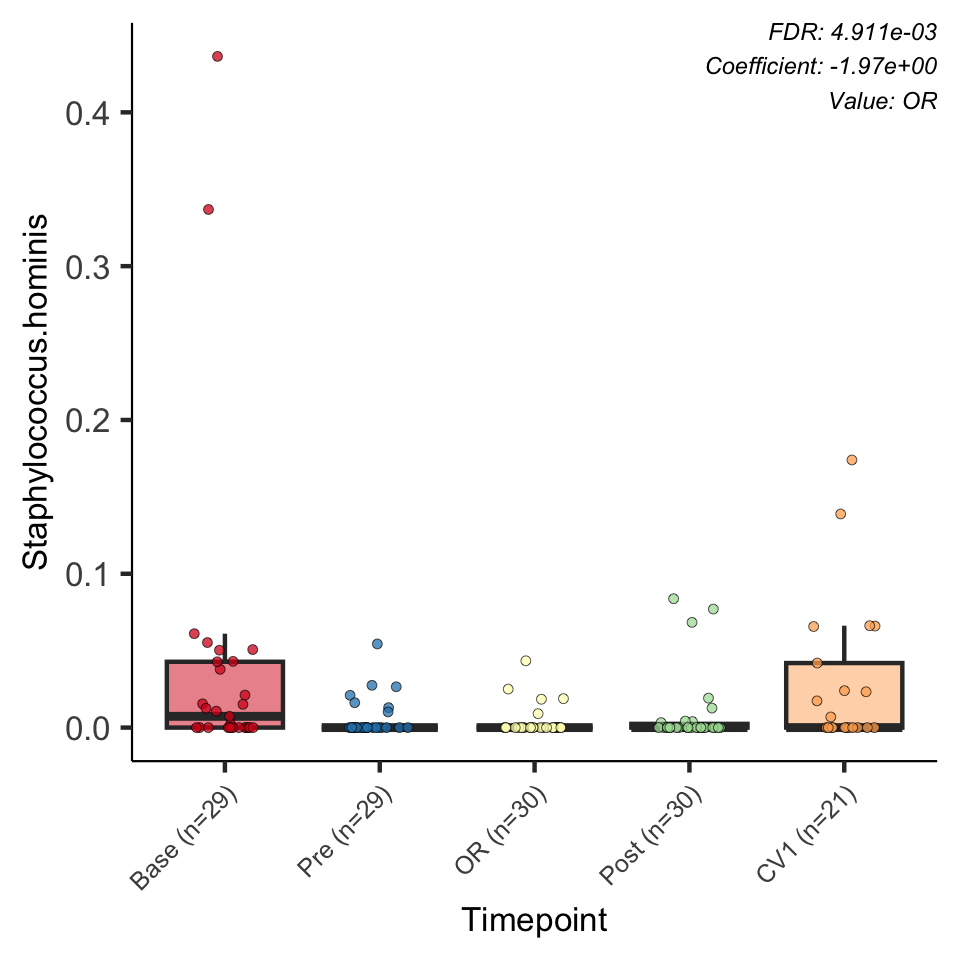 FDR: 4.911e-03
Coefficient: -1.97e+00
Value: OR
Staphylococcus.hominis
0.4
0.3
0.2
0.1
0.0
Base (n=29)
Pre (n=29)
OR (n=30)
Post (n=30)
CV1 (n=21)
Timepoint